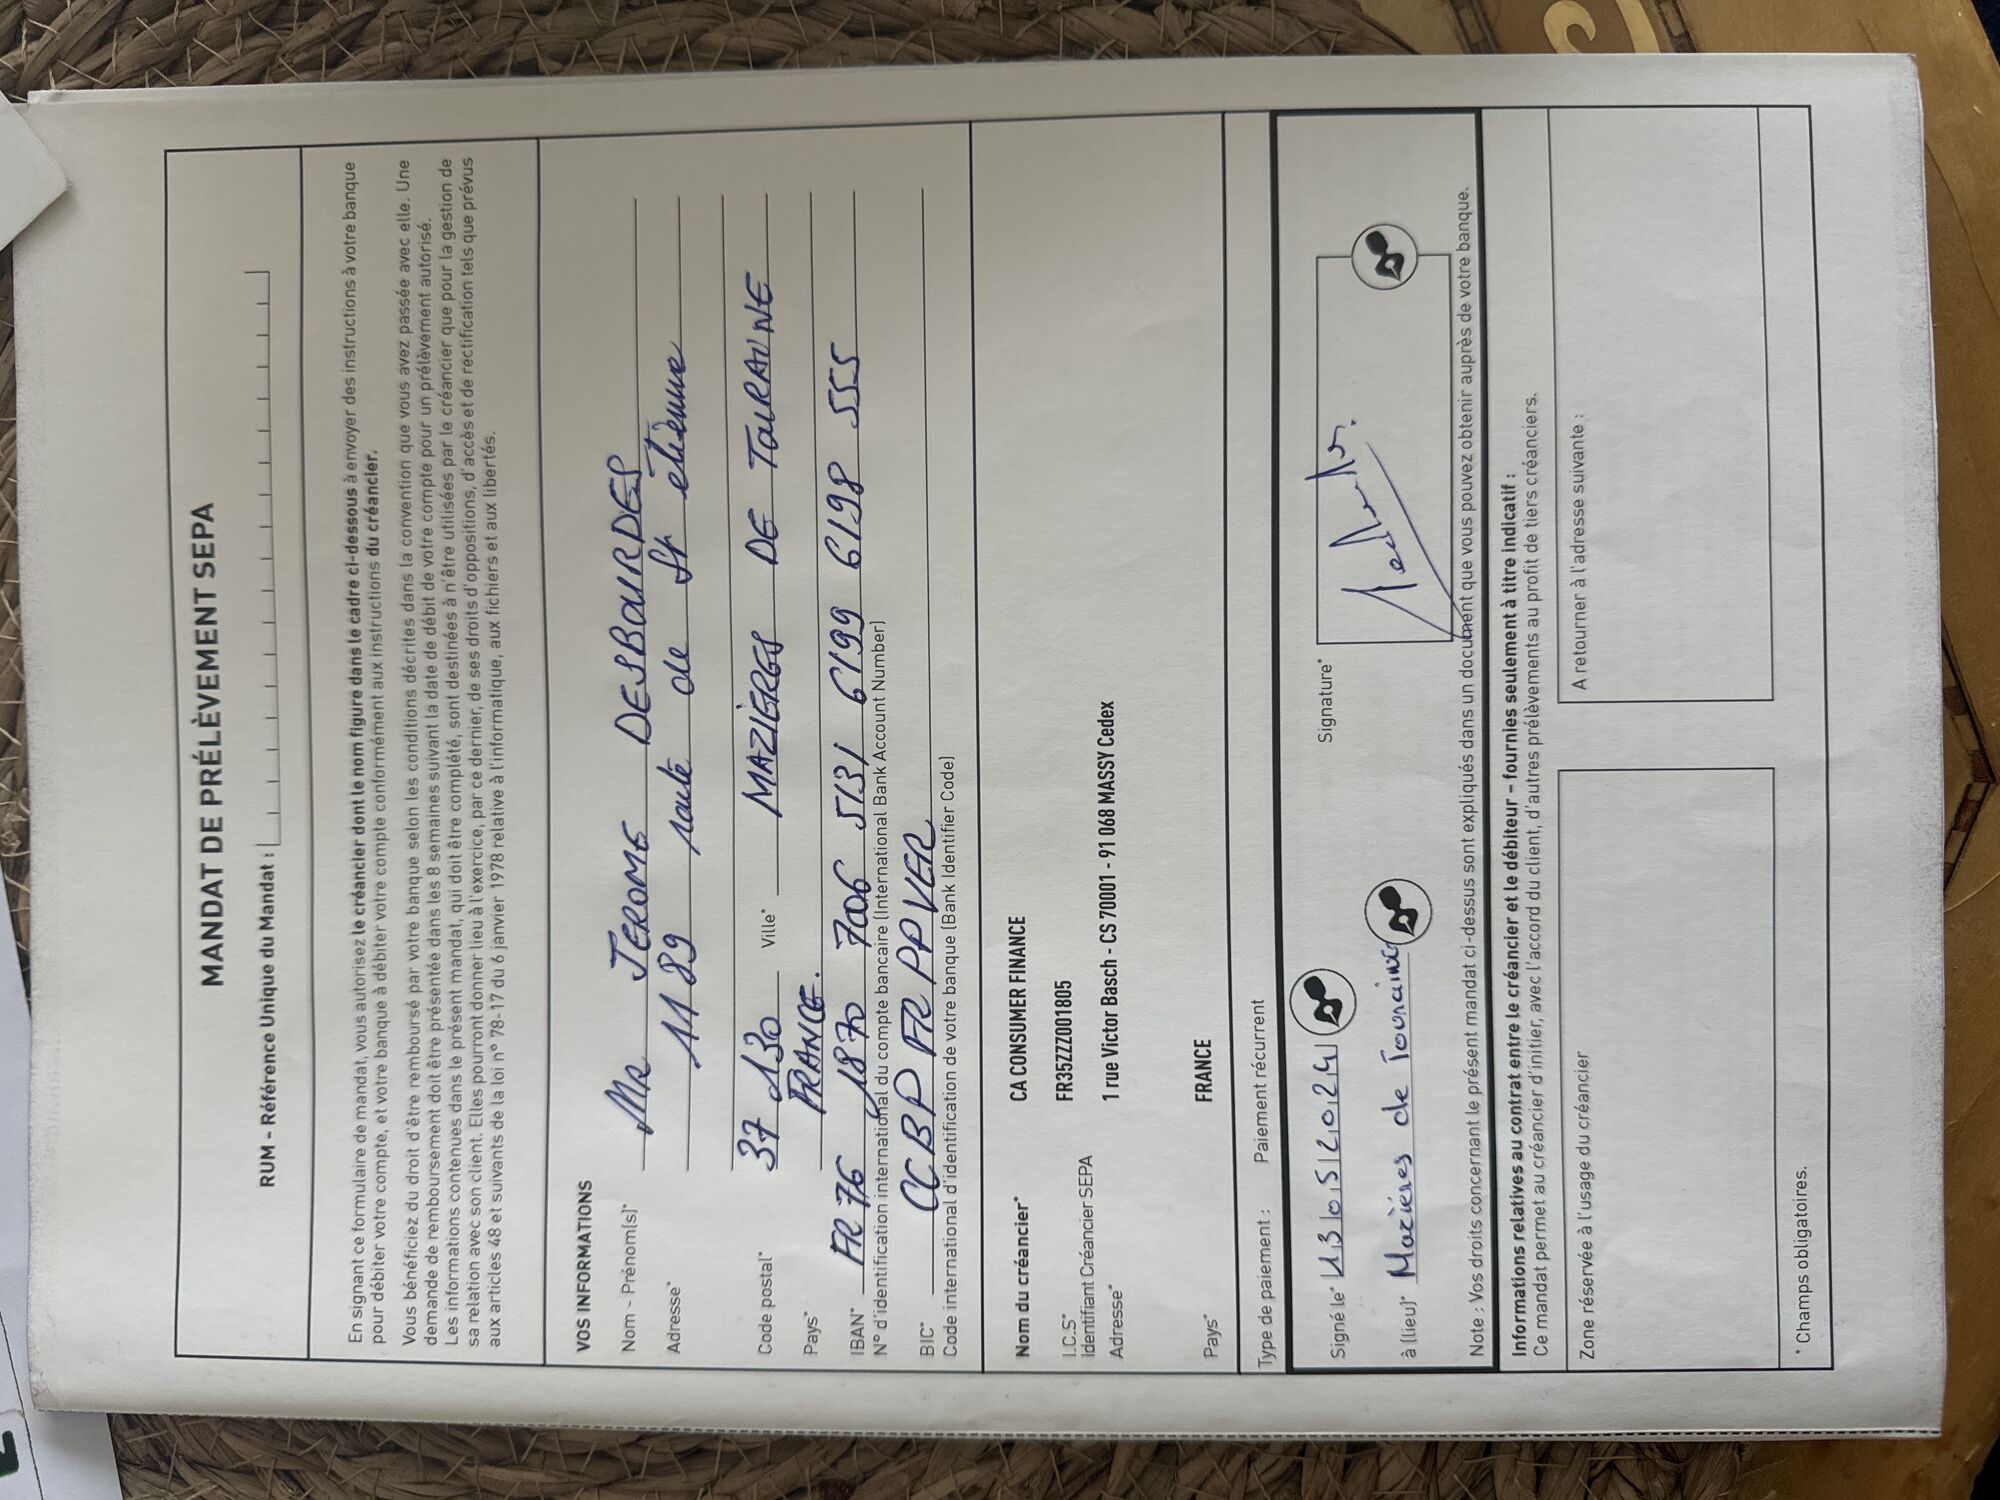 MANDAT DE PRÉLÈVEMENT SEPA
RUM - Référence Unique du Mandat :
En signant ce formulaire de mandat, vous autorisez le créancier dont le nom figure dans le cadre ci-dessous à envoyer des instructions à votre banque
pour débiter votre compte, et votre banque à débiter votre compte conformément aux instructions du créancier.
Vous bénéficiez du droit d'être remboursé par votre banque selon les conditions décrites dans la convention que vous avez passée avec elle. Une
demande de remboursement doit être présentée dans les 8 semaines suivant la date de débit de votre compte pour un prélèvement autorisé.
Les informations contenues dans le présent mandat, qui doit être complété, sont destinées à n'être utilisées par le créancier que pour la gestion de
sa relation avec son client. Elles pourront donner lieu à l'exercice, par ce dernier, de ses droits d'oppositions, d'accès et de rectification tels que prévus
aux articles 48 et suivants de la loi n° 78-17 du 6 janvier 1978 relative à l'informatique, aux fichiers et aux libertés.
VOS INFORMATIONS
Nom - Prénom(s)* Mr JEROME DESBOURDES
Adresse* 1189 route de St etienne
Code postal* 37 130 Ville* MAZIERES DE TOURAINE
Pays* FRANCE.
IBAN* FR 76 1870 7006 5131 6199 6198 555
N° d'identification international du compte bancaire (International Bank Account Number)
BIC* CCBP FR PP VER
Code international d'identification de votre banque (Bank Identifier Code)
Nom du créancier* CA CONSUMER FINANCE
I.C.S* FR35ZZZ001805
Identifiant Créancier SEPA
Adresse* 1 rue Victor Basch - CS 70001 - 91 068 MASSY Cedex
Pays* FRANCE
Type de paiement : Paiement récurrent
Signé le* 13052024 Signature*
à (lieu)* Mazières de Touraine
Note : Vos droits concernant le présent mandat ci-dessus sont expliqués dans un document que vous pouvez obtenir auprès de votre banque.
Informations relatives au contrat entre le créancier et le débiteur - fournies seulement à titre indicatif :
Ce mandat permet au créancier d'initier, avec l'accord du client, d'autres prélèvements au profit de tiers créanciers.
Zone réservée à l'usage du créancier
A retourner à l'adresse suivante :
* Champs obligatoires.